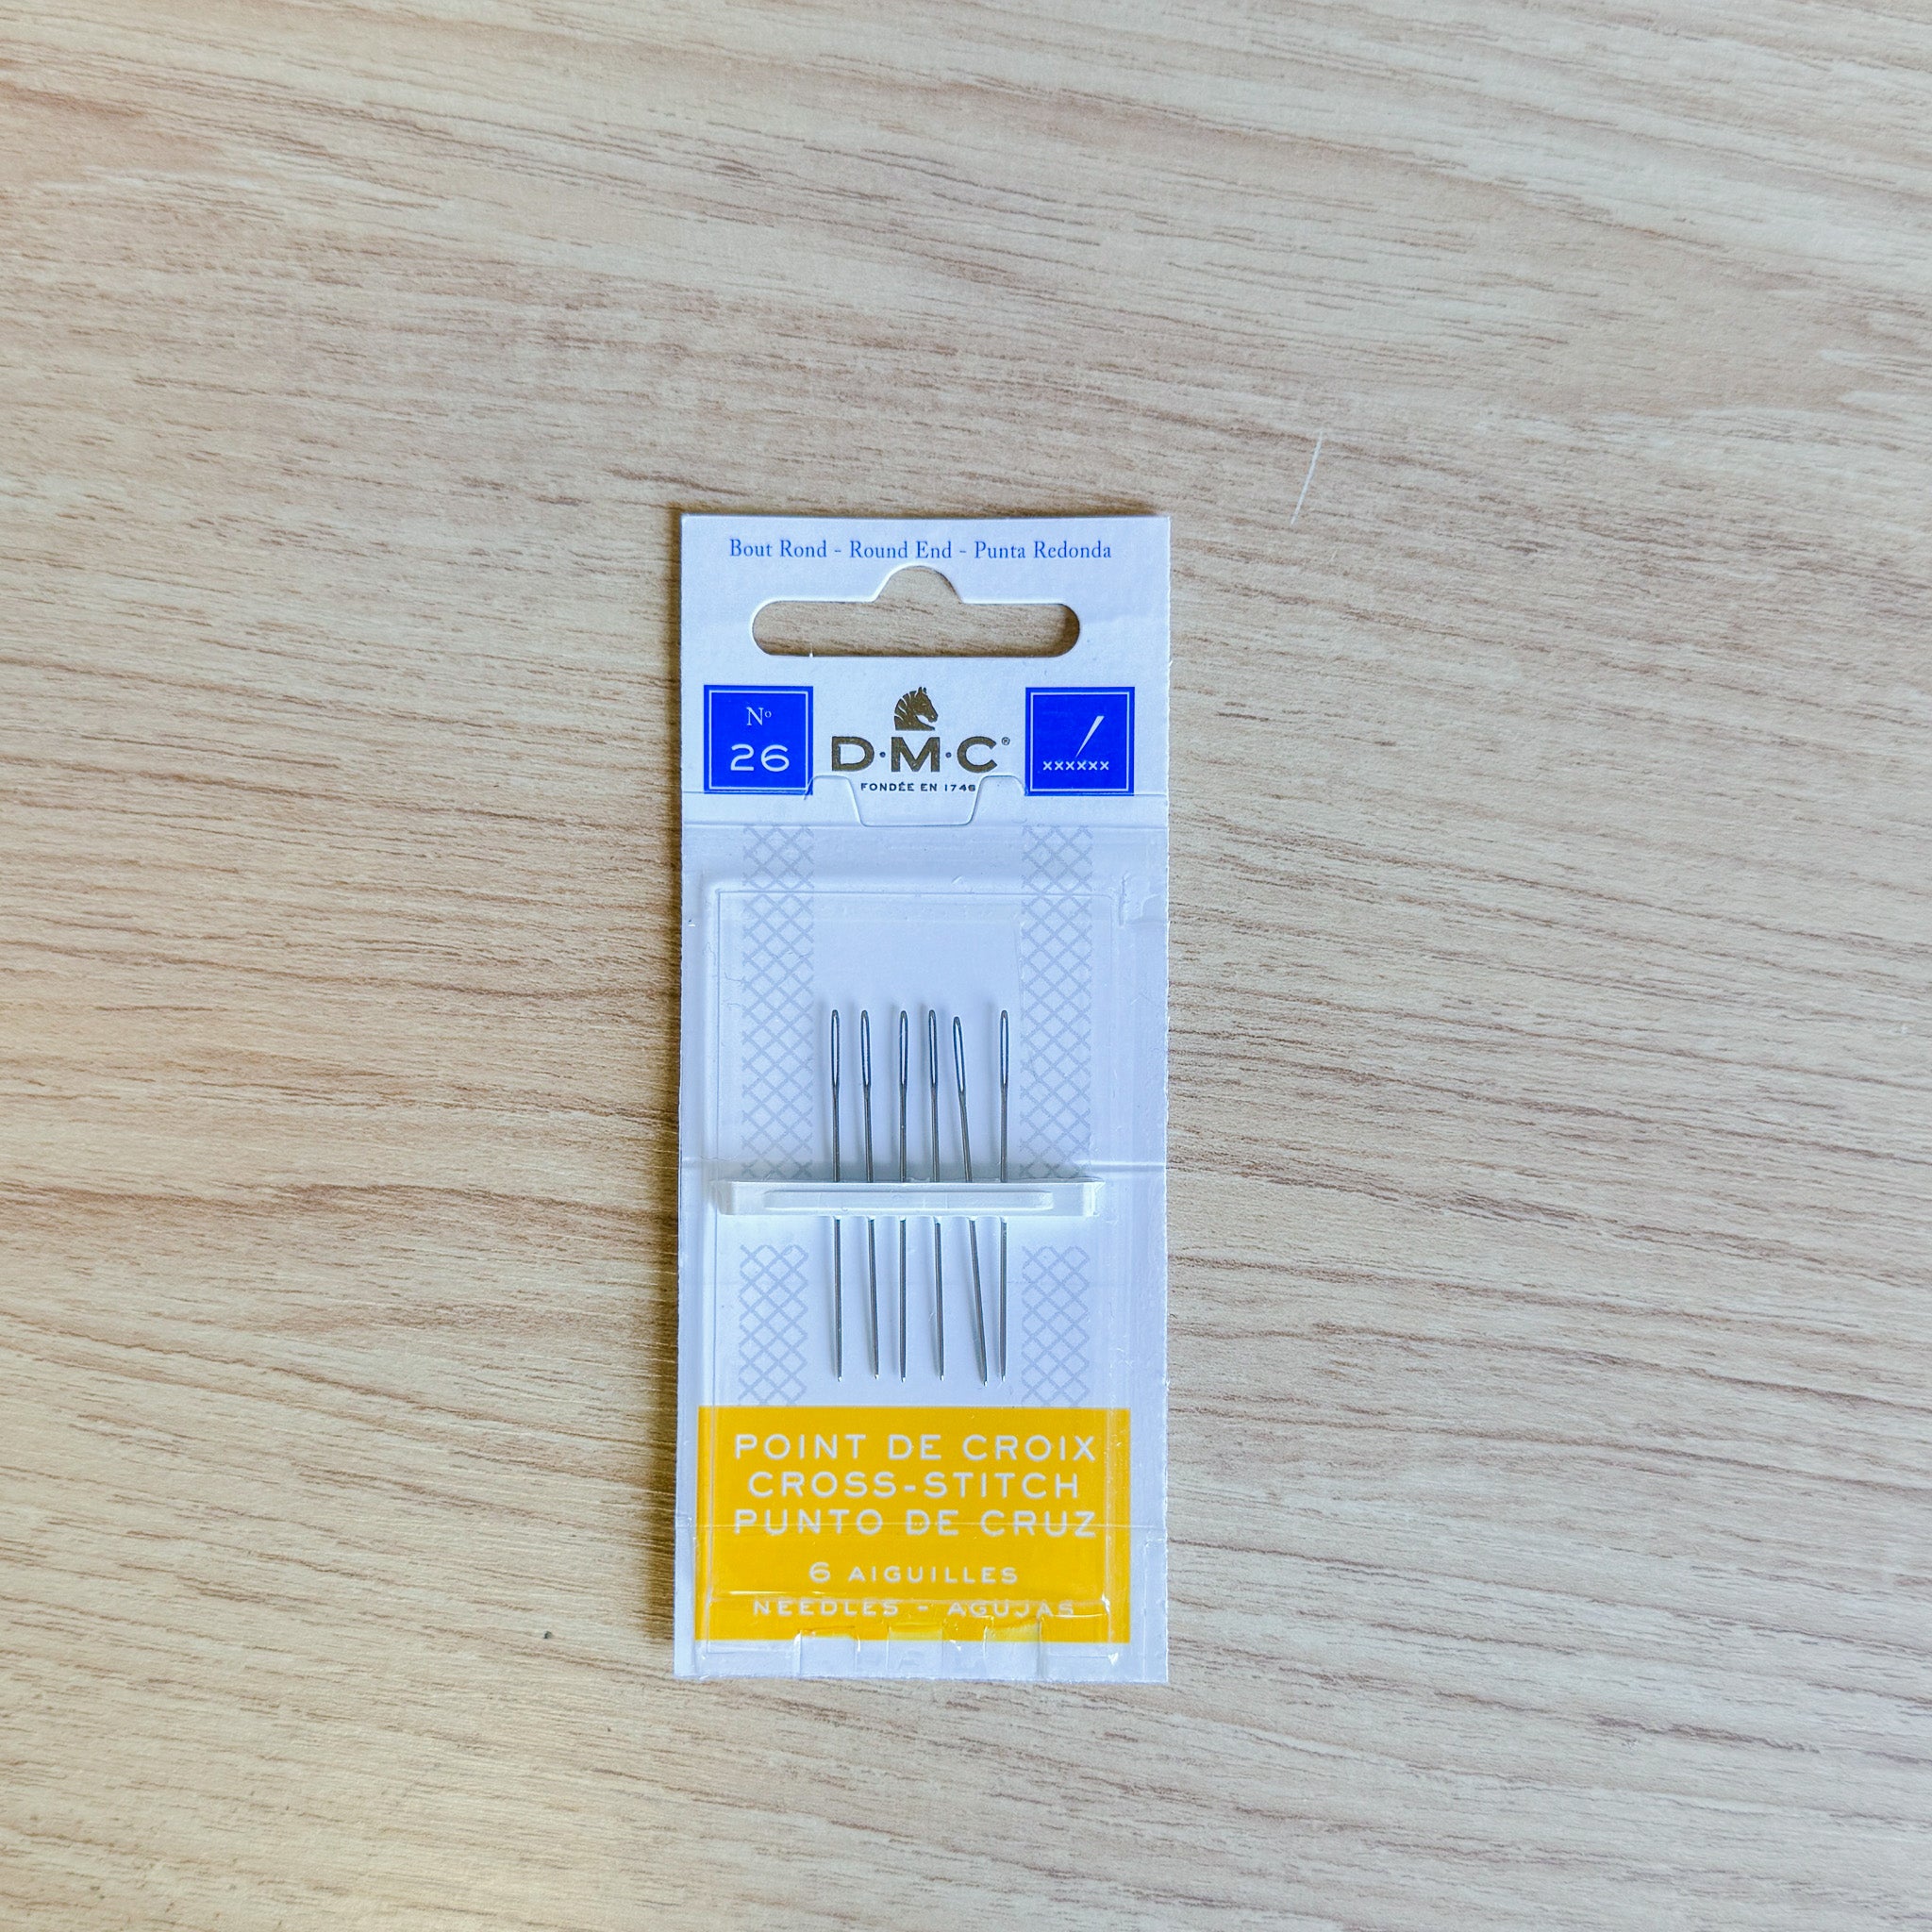 Bout Rond - Round End - Punta Redonda
Nº
26
D·M·C®
FONDÉE EN 1746
xxxxxx
POINT DE CROIX
CROSS-STITCH
PUNTO DE CRUZ
6 AIGUILLES
NEEDLES - AGUJAS